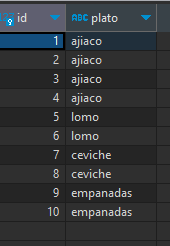 id ABC plato
1 ajiaco
2 ajiaco
3 ajiaco
4 ajiaco
5 lomo
6 lomo
7 ceviche
8 ceviche
9 empanadas
10 empanadas